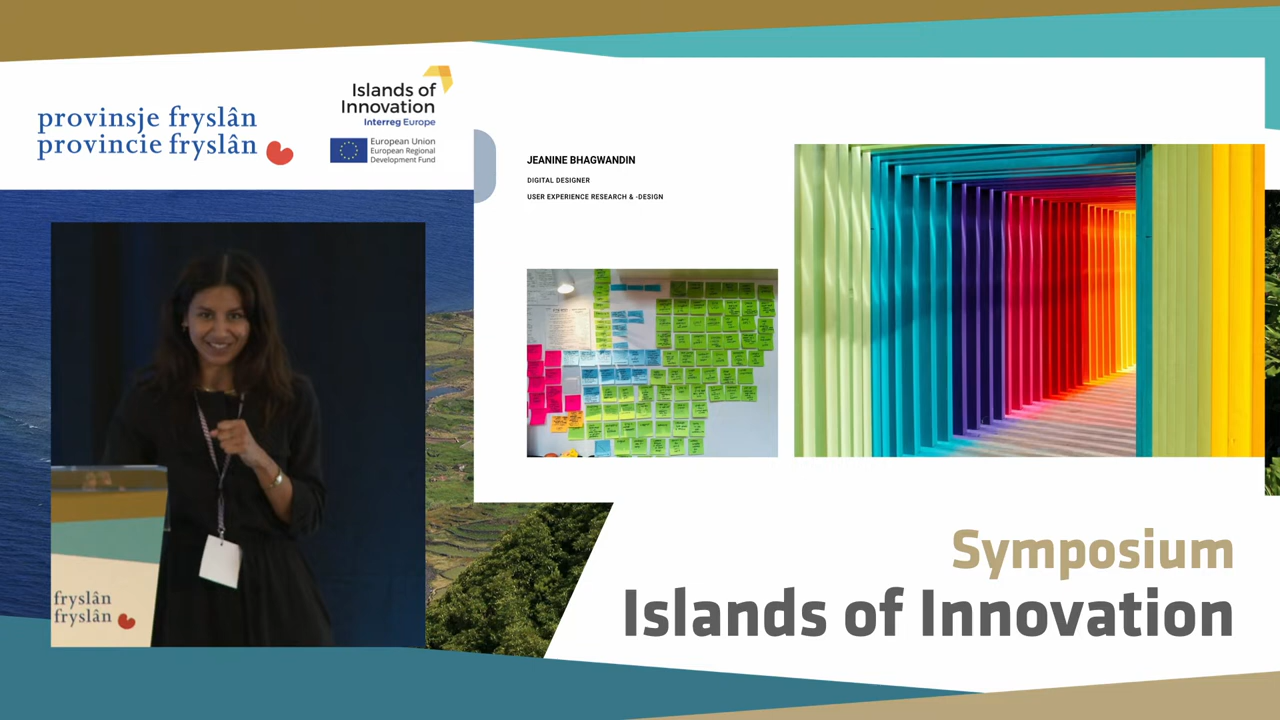 provinsje fryslân
provincie fryslân
Islands of
Innovation
Interreg Europe
European Union
European Regional
Development Fund
JEANINE BHAGWANDIN
DIGITAL DESIGNER
USER EXPERIENCE RESEARCH & -DESIGN
fryslân
fryslân
Symposium
Islands of Innovation